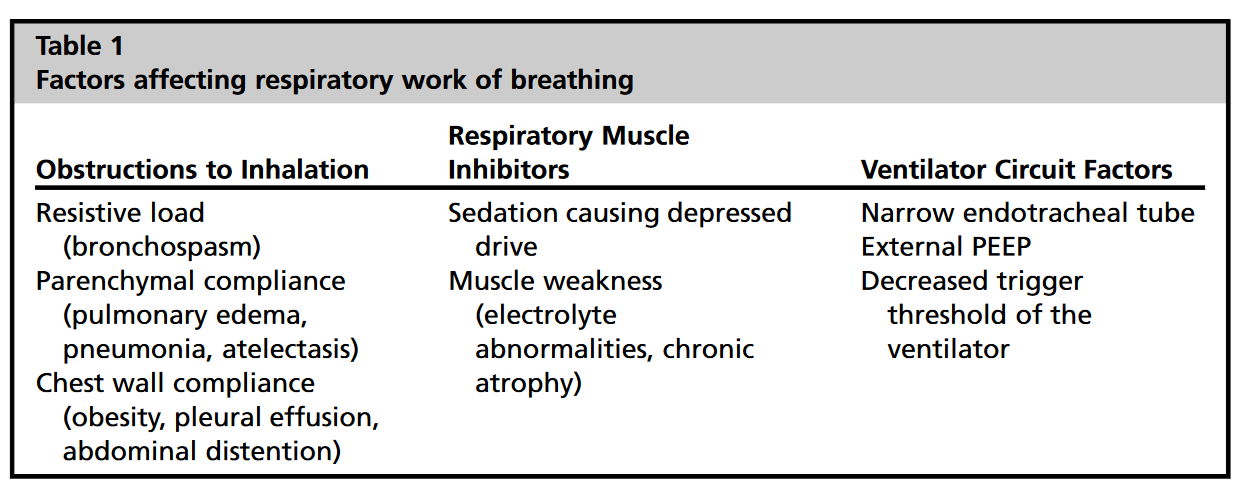 Table 1
Factors affecting respiratory work of breathing
Obstructions to Inhalation
Resistive load
(bronchospasm)
Parenchymal compliance
(pulmonary edema,
pneumonia, atelectasis)
Chest wall compliance
(obesity, pleural effusion,
abdominal distention)
Respiratory Muscle
Inhibitors
Sedation causing depressed
drive
Muscle weakness
(electrolyte
abnormalities, chronic
atrophy)
Ventilator Circuit Factors
Narrow endotracheal tube
External PEEP
Decreased trigger
threshold of the
ventilator